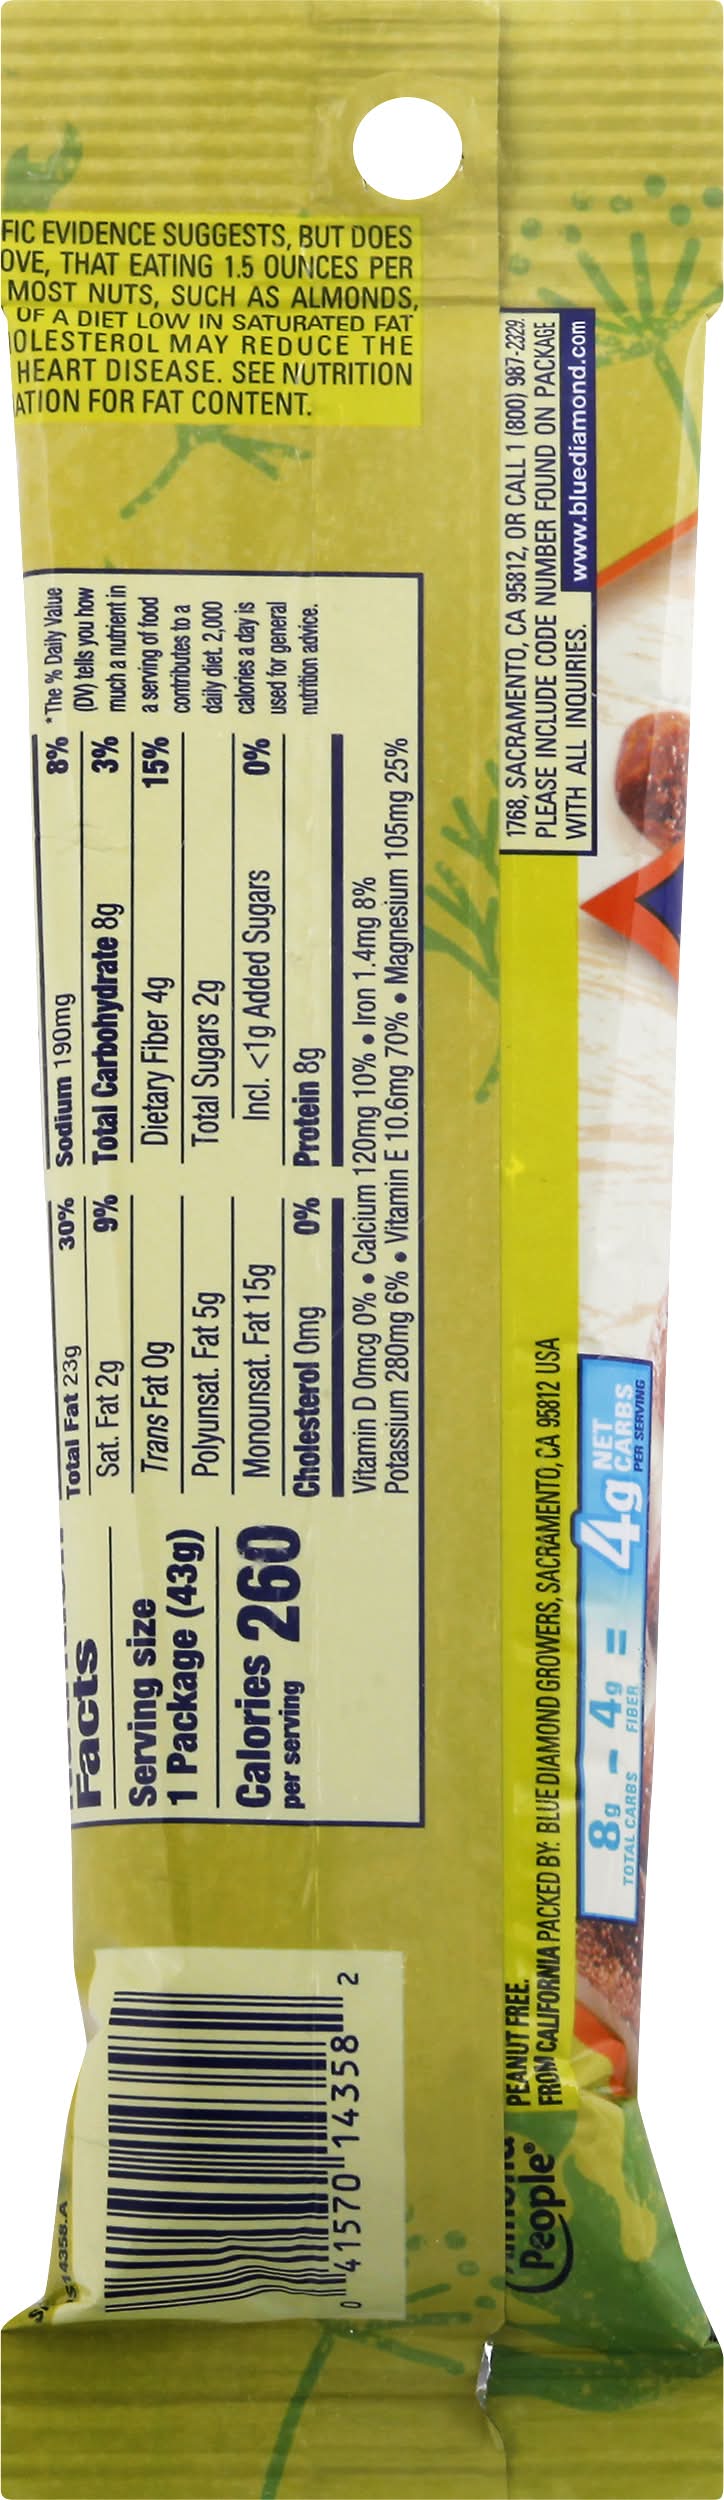 FIC EVIDENCE SUGGESTS, BUT DOES
OVE, THAT EATING 1.5 OUNCES PER
MOST NUTS, SUCH AS ALMONDS,
OF A DIET LOW IN SATURATED FAT
OLESTEROL MAY REDUCE THE
HEART DISEASE. SEE NUTRITION
ATION FOR FAT CONTENT.
Facts
Serving size
1 Package (43g)
Calories 260
per serving
Total Fat 23g 30%
Sat. Fat 2g 9%
Trans Fat 0g
Polyunsat. Fat 5g
Monounsat. Fat 15g
Cholesterol 0mg 0%
Sodium 190mg 8%
Total Carbohydrate 8g 3%
Dietary Fiber 4g 15%
Total Sugars 2g
Incl. <1g Added Sugars 0%
Protein 8g
Vitamin D 0mcg 0% • Calcium 120mg 10% • Iron 1.4mg 8%
Potassium 280mg 6% • Vitamin E 10.6mg 70% • Magnesium 105mg 25%
*The % Daily Value
(DV) tells you how
much a nutrient in
a serving of food
contributes to a
daily diet. 2,000
calories a day is
used for general
nutrition advice.
S14358.A
0 41570 14358 2
People®
PEANUT FREE.
FROM CALIFORNIA PACKED BY: BLUE DIAMOND GROWERS, SACRAMENTO, CA 95812 USA
1768, SACRAMENTO, CA 95812, OR CALL 1 (800) 987-2329.
PLEASE INCLUDE CODE NUMBER FOUND ON PACKAGE
WITH ALL INQUIRIES.
www.bluediamond.com
8g – 4g = 4g NET CARBS
TOTAL CARBS FIBER PER SERVING